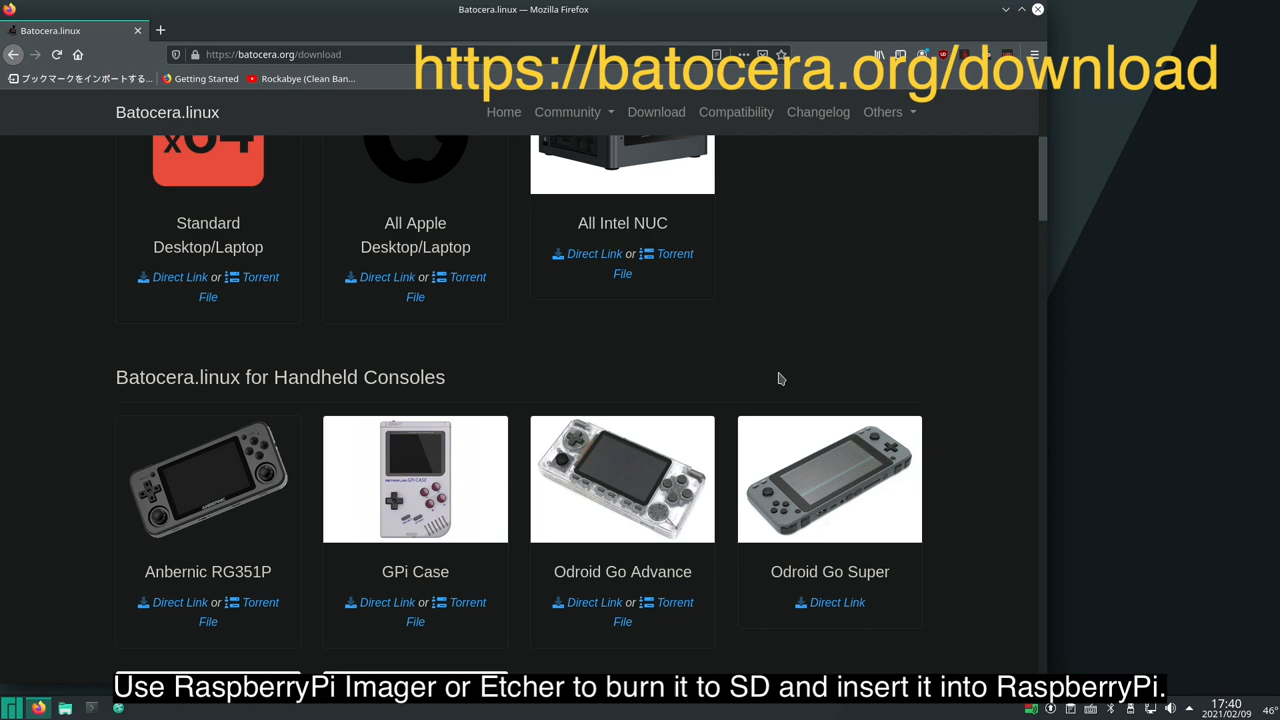 Batocera.linux — Mozilla Firefox
Batocera.linux
https://batocera.org/download
https://batocera.org/download
ブックマークをインポートする...
Getting Started
Rockabye (Clean Ban...
Batocera.linux
Home
Community
Download
Compatibility
Changelog
Others
x64
Standard
Desktop/Laptop
Direct Link or Torrent
File
All Apple
Desktop/Laptop
Direct Link or Torrent
File
All Intel NUC
Direct Link or Torrent
File
Batocera.linux for Handheld Consoles
Anbernic RG351P
Direct Link or Torrent
File
GPi Case
Direct Link or Torrent
File
Odroid Go Advance
Direct Link or Torrent
File
Odroid Go Super
Direct Link
Use RaspberryPi Imager or Etcher to burn it to SD and insert it into RaspberryPi.
17:40
2021/02/09
46°